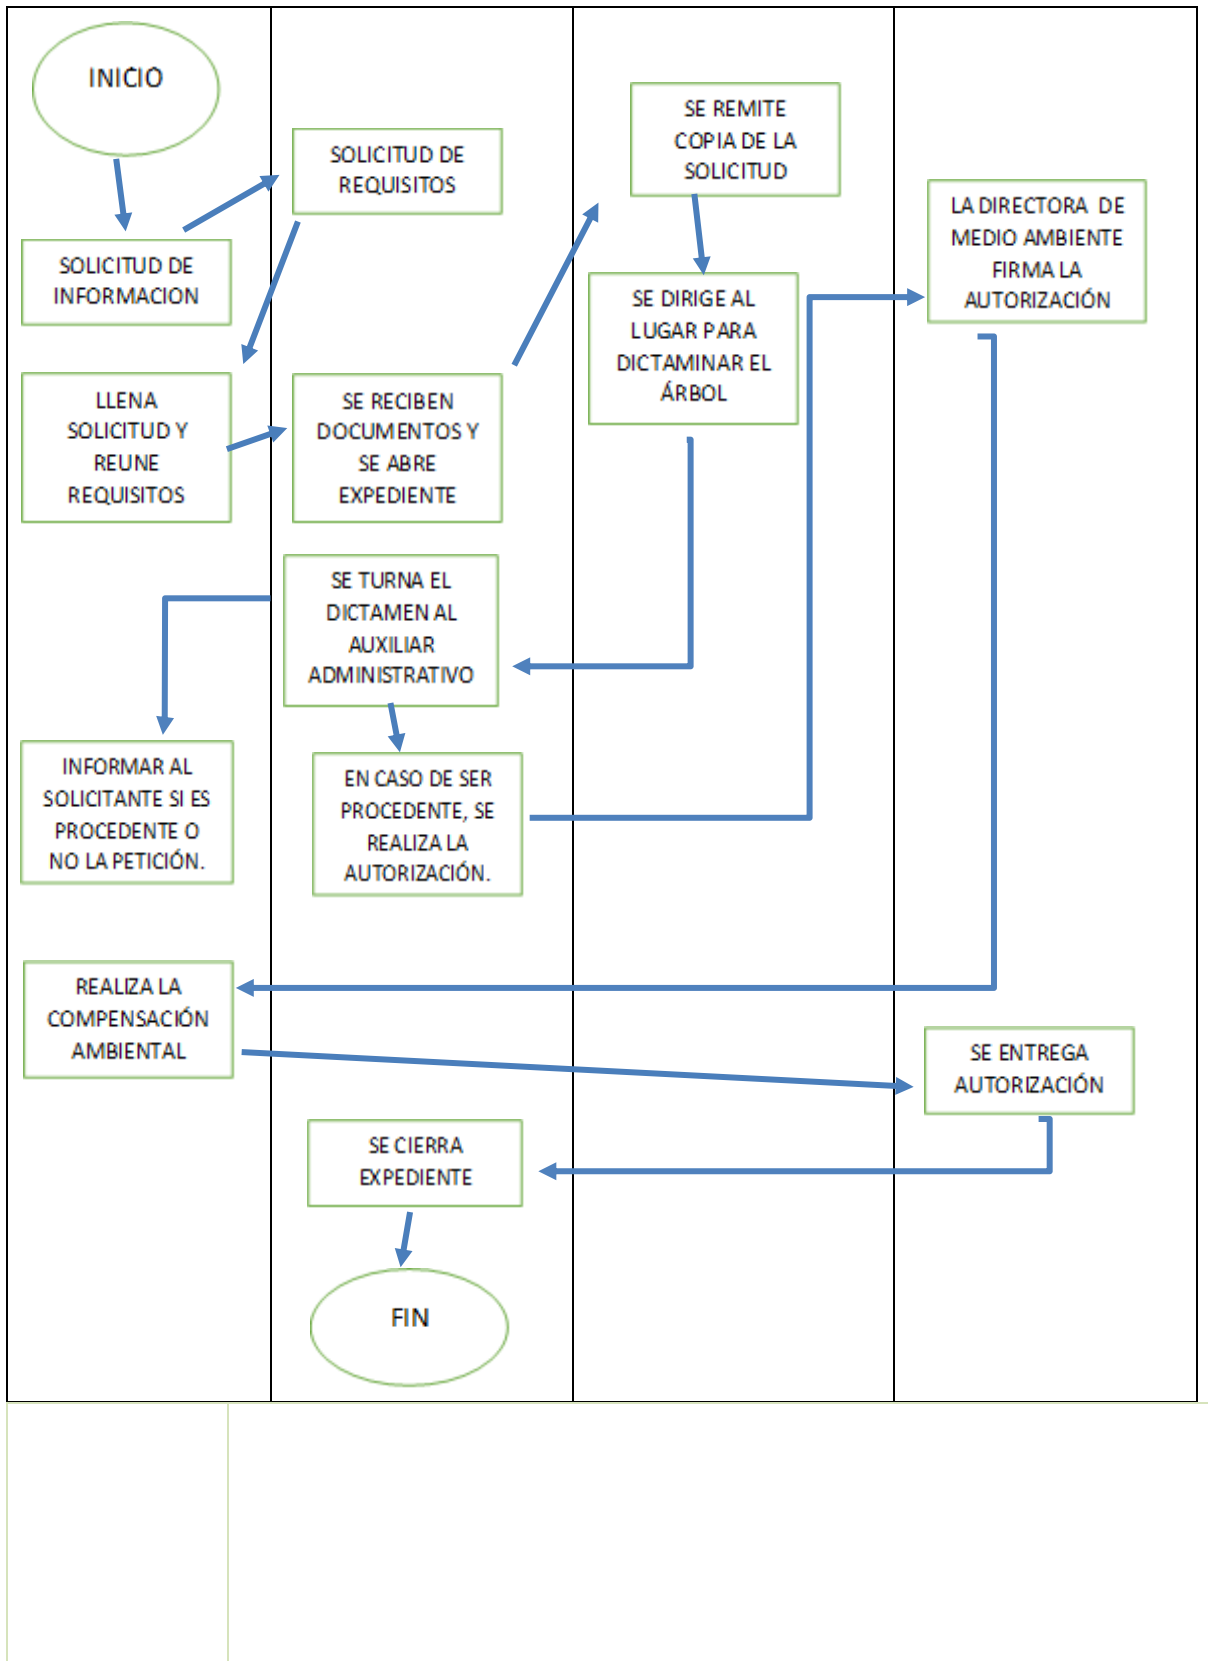 INICIO
SOLICITUD DE
INFORMACION
SOLICITUD DE
REQUISITOS
LLENA
SOLICITUD Y
REUNE
REQUISITOS
SE RECIBEN
DOCUMENTOS Y
SE ABRE
EXPEDIENTE
SE REMITE
COPIA DE LA
SOLICITUD
SE DIRIGE AL
LUGAR PARA
DICTAMINAR EL
ÁRBOL
SE TURNA EL
DICTAMEN AL
AUXILIAR
ADMINISTRATIVO
INFORMAR AL
SOLICITANTE SI ES
PROCEDENTE O
NO LA PETICIÓN.
EN CASO DE SER
PROCEDENTE, SE
REALIZA LA
AUTORIZACIÓN.
LA DIRECTORA DE
MEDIO AMBIENTE
FIRMA LA
AUTORIZACIÓN
REALIZA LA
COMPENSACIÓN
AMBIENTAL
SE ENTREGA
AUTORIZACIÓN
SE CIERRA
EXPEDIENTE
FIN